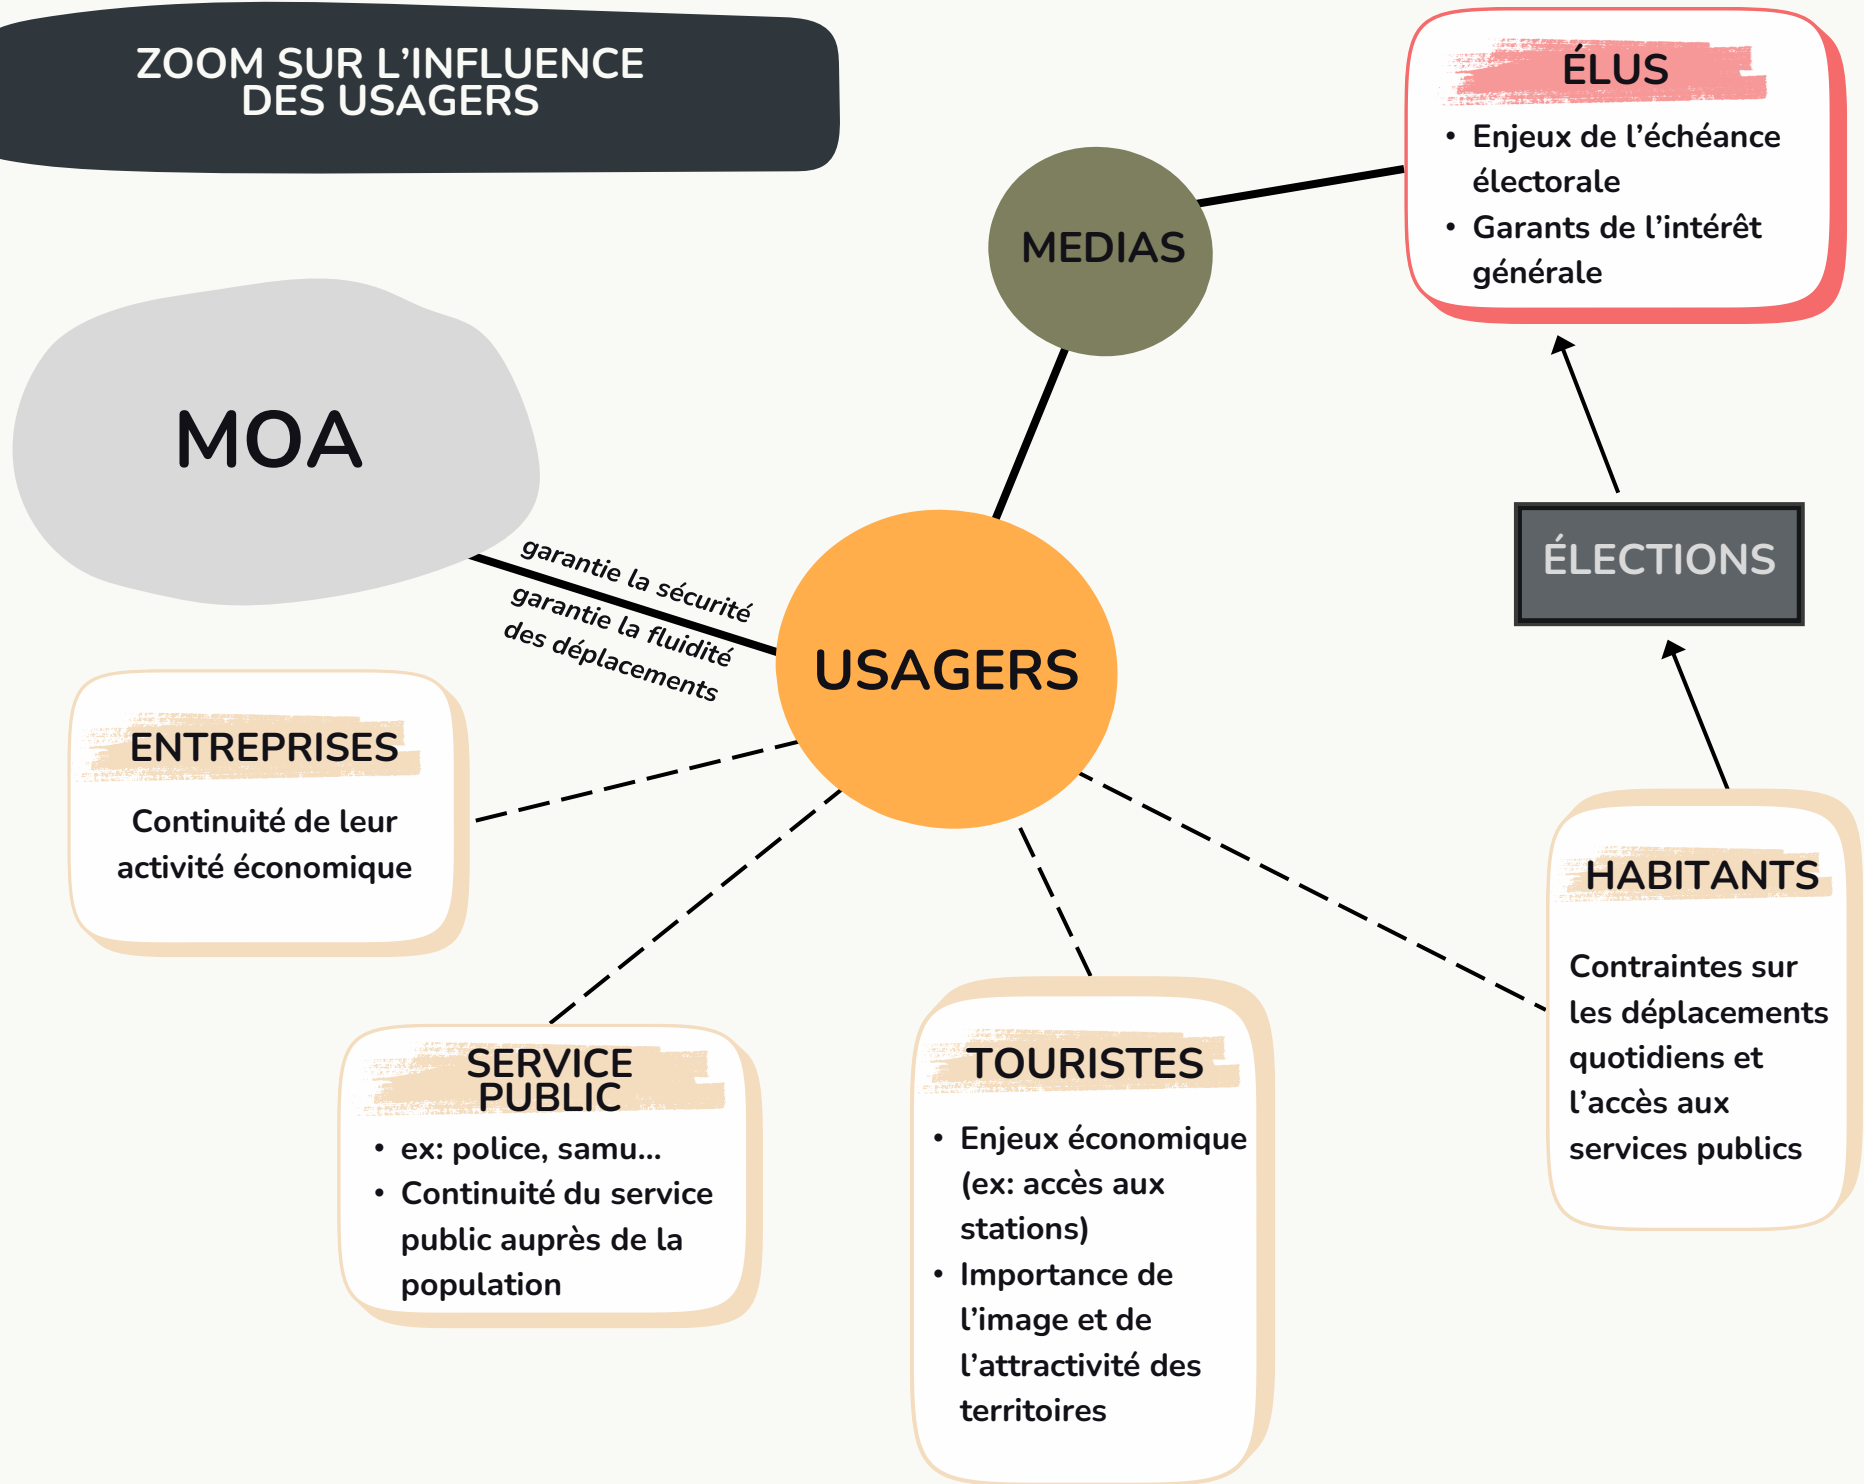 ZOOM SUR L’INFLUENCE
DES USAGERS
ÉLUS
• Enjeux de l’échéance
électorale
• Garants de l’intérêt
générale
MEDIAS
MOA
garantie la sécurité
garantie la fluidité
des déplacements
USAGERS
ÉLECTIONS
ENTREPRISES
Continuité de leur
activité économique
HABITANTS
Contraintes sur
les déplacements
quotidiens et
l’accès aux
services publics
SERVICE
PUBLIC
• ex: police, samu...
• Continuité du service
public auprès de la
population
TOURISTES
• Enjeux économique
(ex: accès aux
stations)
• Importance de
l’image et de
l’attractivité des
territoires